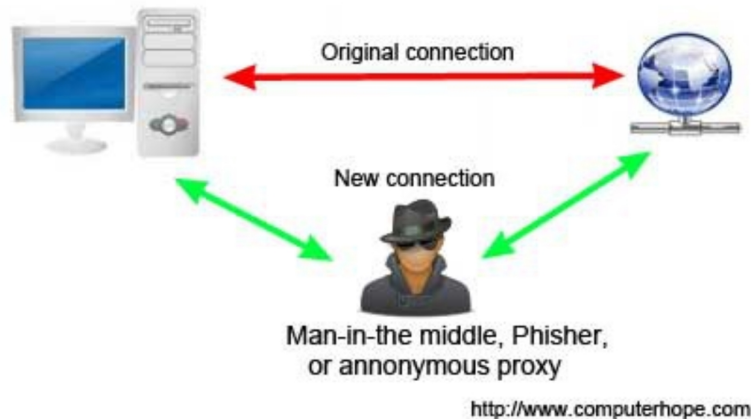 Original connection
New connection
Man-in-the middle, Phisher,
or annonymous proxy
http://www.computerhope.com